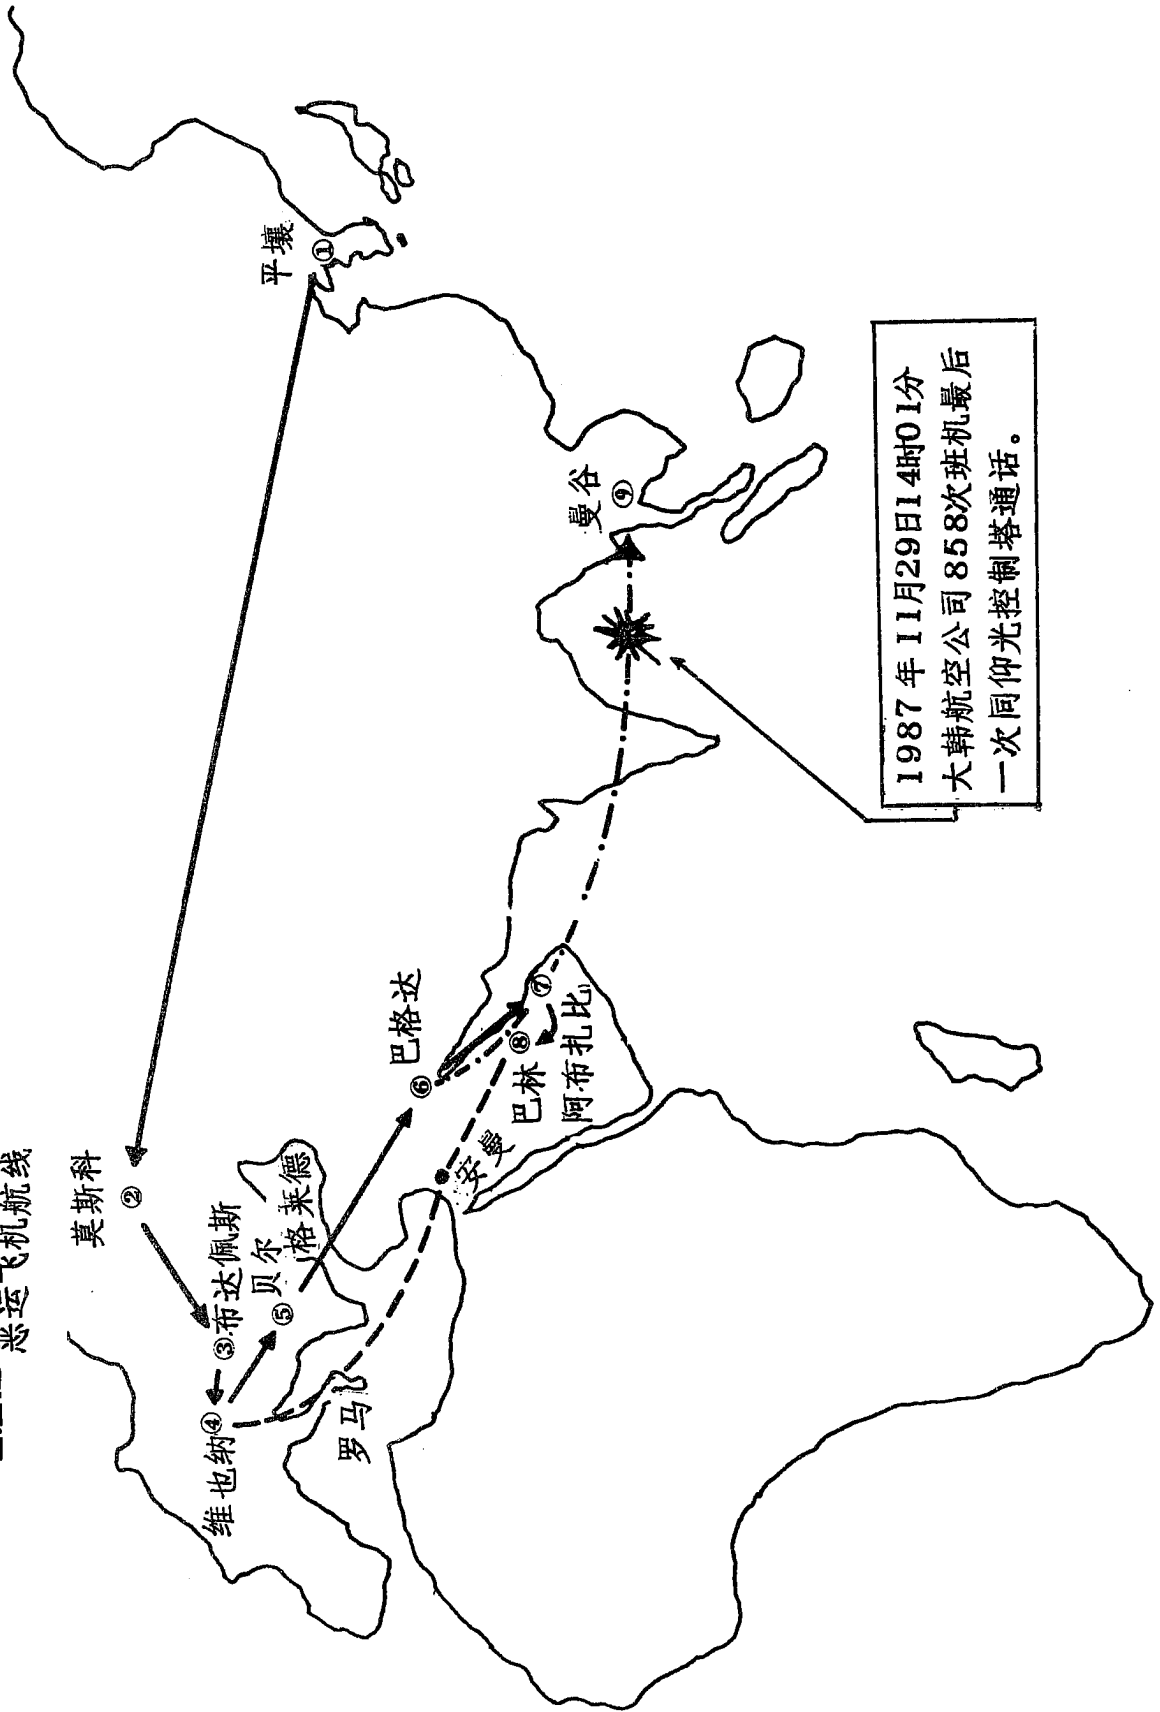 恶运飞机航线
莫斯科
②
③布达佩斯
贝尔
格莱德
⑤
④
维也纳
罗马
巴格达
⑥
安曼
⑦
⑧
巴林
阿布扎比
平壤
①
曼谷
⑨
1987年11月29日14时01分
大韩航空公司858次班机最后
一次同仰光控制塔通话。